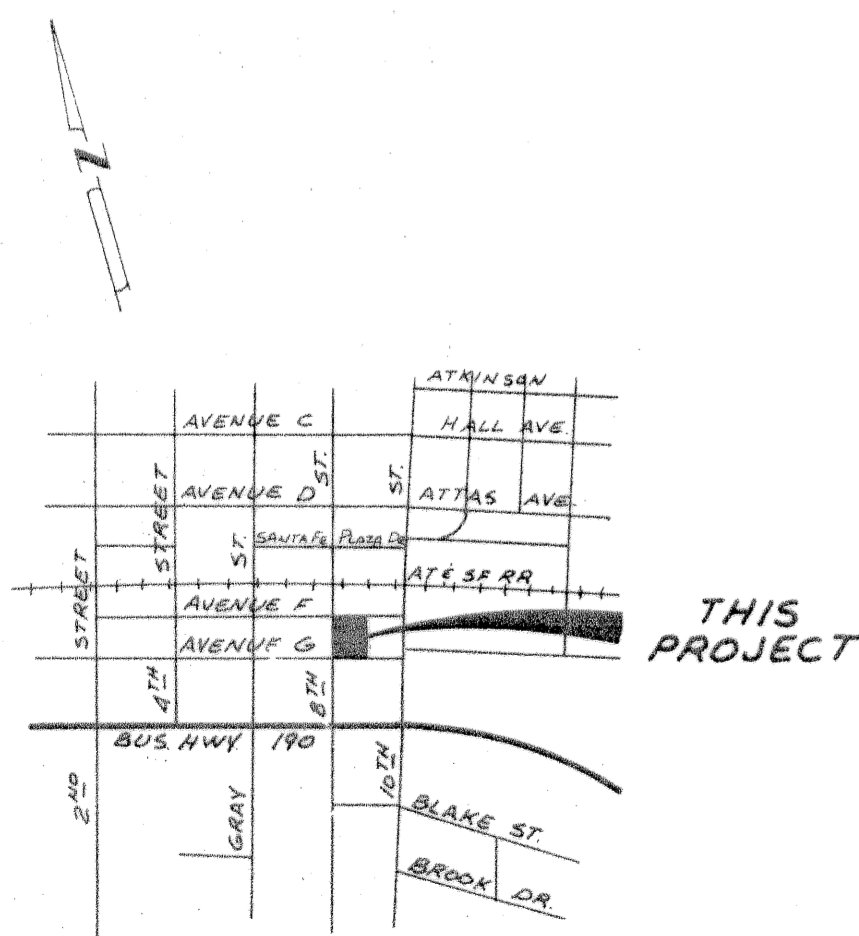 N
ATKINSON
AVENUE C
HALL AVE.
ST.
ST.
STREET
AVENUE D
ATTAS AVE.
ST.
SANTA FE PLAZA DR
STREET
AT & SF RR
AVENUE F
THIS
PROJECT
AVENUE G
4TH
8TH
BUS. HWY. 190
10TH
2ND
GRAY
BLAKE ST.
BROOK DR.